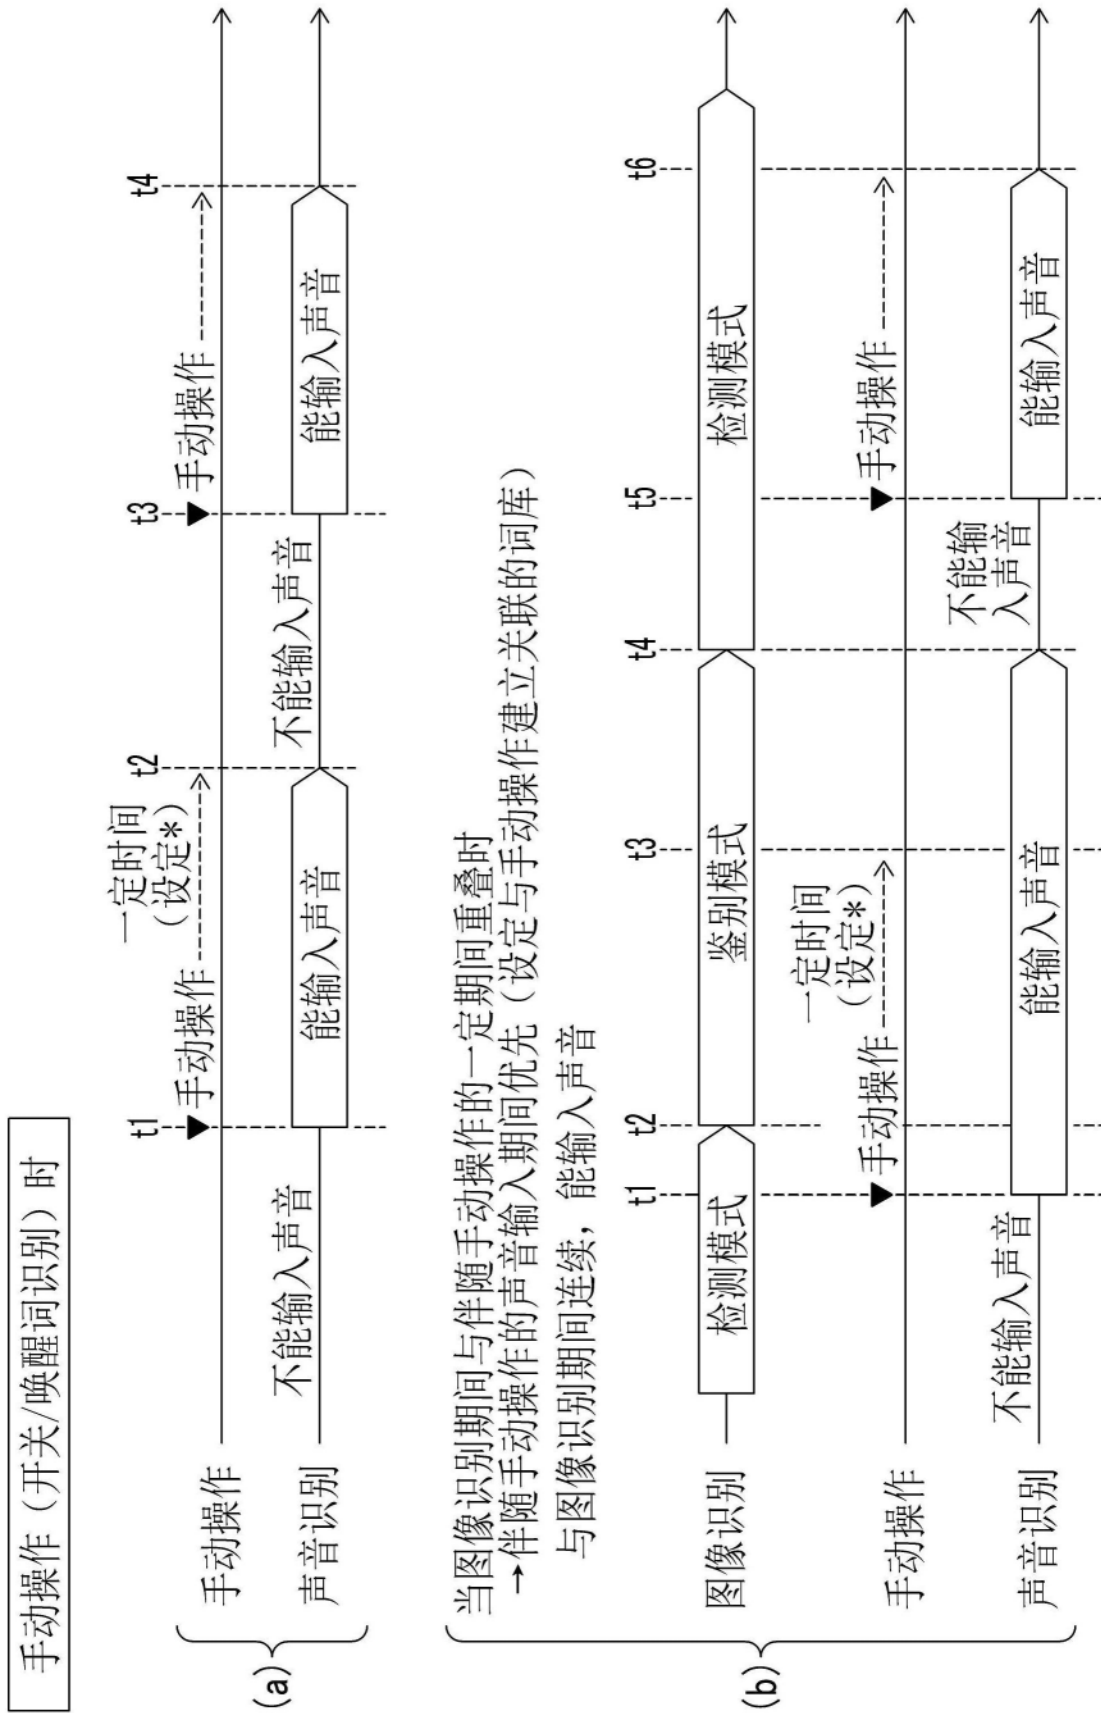 手动操作（开关/唤醒词识别）时
(a)
t1
t2
t3
t4
一定时间
（设定*）
手动操作
手动操作
手动操作
声音识别
不能输入声音
能输入声音
不能输入声音
能输入声音
(b)
当图像识别期间与伴随手动操作的一定期间重叠时
→伴随手动操作的声音输入期间优先（设定与手动操作建立关联的词库）
与图像识别期间连续，能输入声音
t1
t2
t3
t4
t5
t6
图像识别
检测模式
鉴别模式
检测模式
一定时间
（设定*）
手动操作
手动操作
手动操作
声音识别
不能输入声音
能输入声音
不能输
入声音
能输入声音